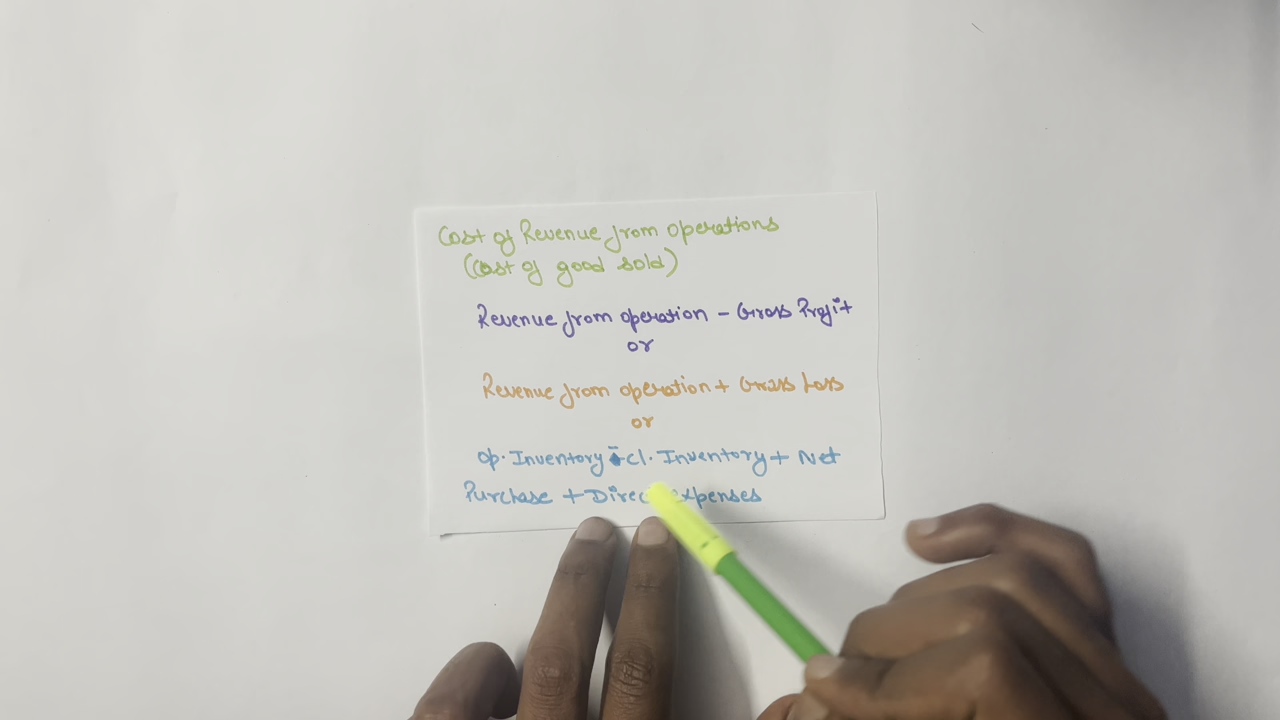 Cost of Revenue from operations
(Cost of good sold)
Revenue from operation - Gross Profit
or
Revenue from operation + Gross Loss
or
op. Inventory - cl. Inventory + Net
Purchase + Expenses